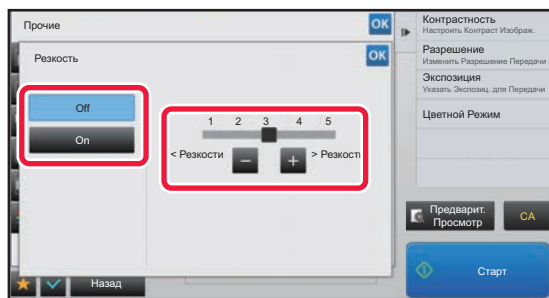 Прочие
OK
Резкость
OK
Off
On
1 2 3 4 5
< Резкости
− +
> Резкости
Назад
Контрастность
Настроить Контраст Изображ.
Разрешение
Изменить Разрешение Передачи
Экспозиция
Указать Экспозиц. для Передачи
Цветной Режим
Предварит.
Просмотр
CA
Старт